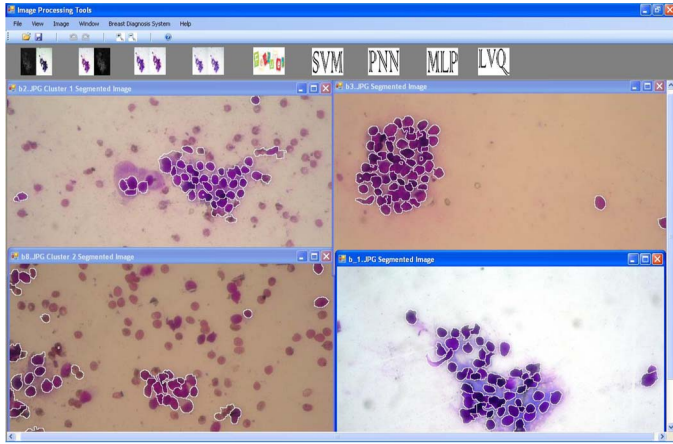 Image Processing Tools
File View Image Window Breast Diagnosis System Help
SVM PNN MLP LVQ
b2..JPG Cluster 1 Segmented Image
b3..JPG Segmented Image
b8..JPG Cluster 2 Segmented Image
b_1..JPG Segmented Image